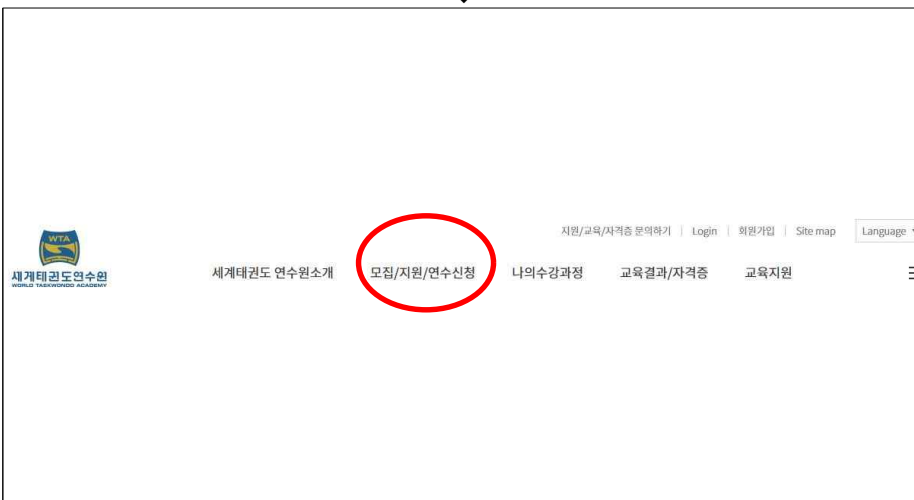 지원/교육/자격증 문의하기 | Login | 회원가입 | Site map Language
WTA
세계태권도연수원
WORLD TAEKWONDO ACADEMY
세계태권도 연수원소개 모집/지원/연수신청 나의수강과정 교육결과/자격증 교육지원